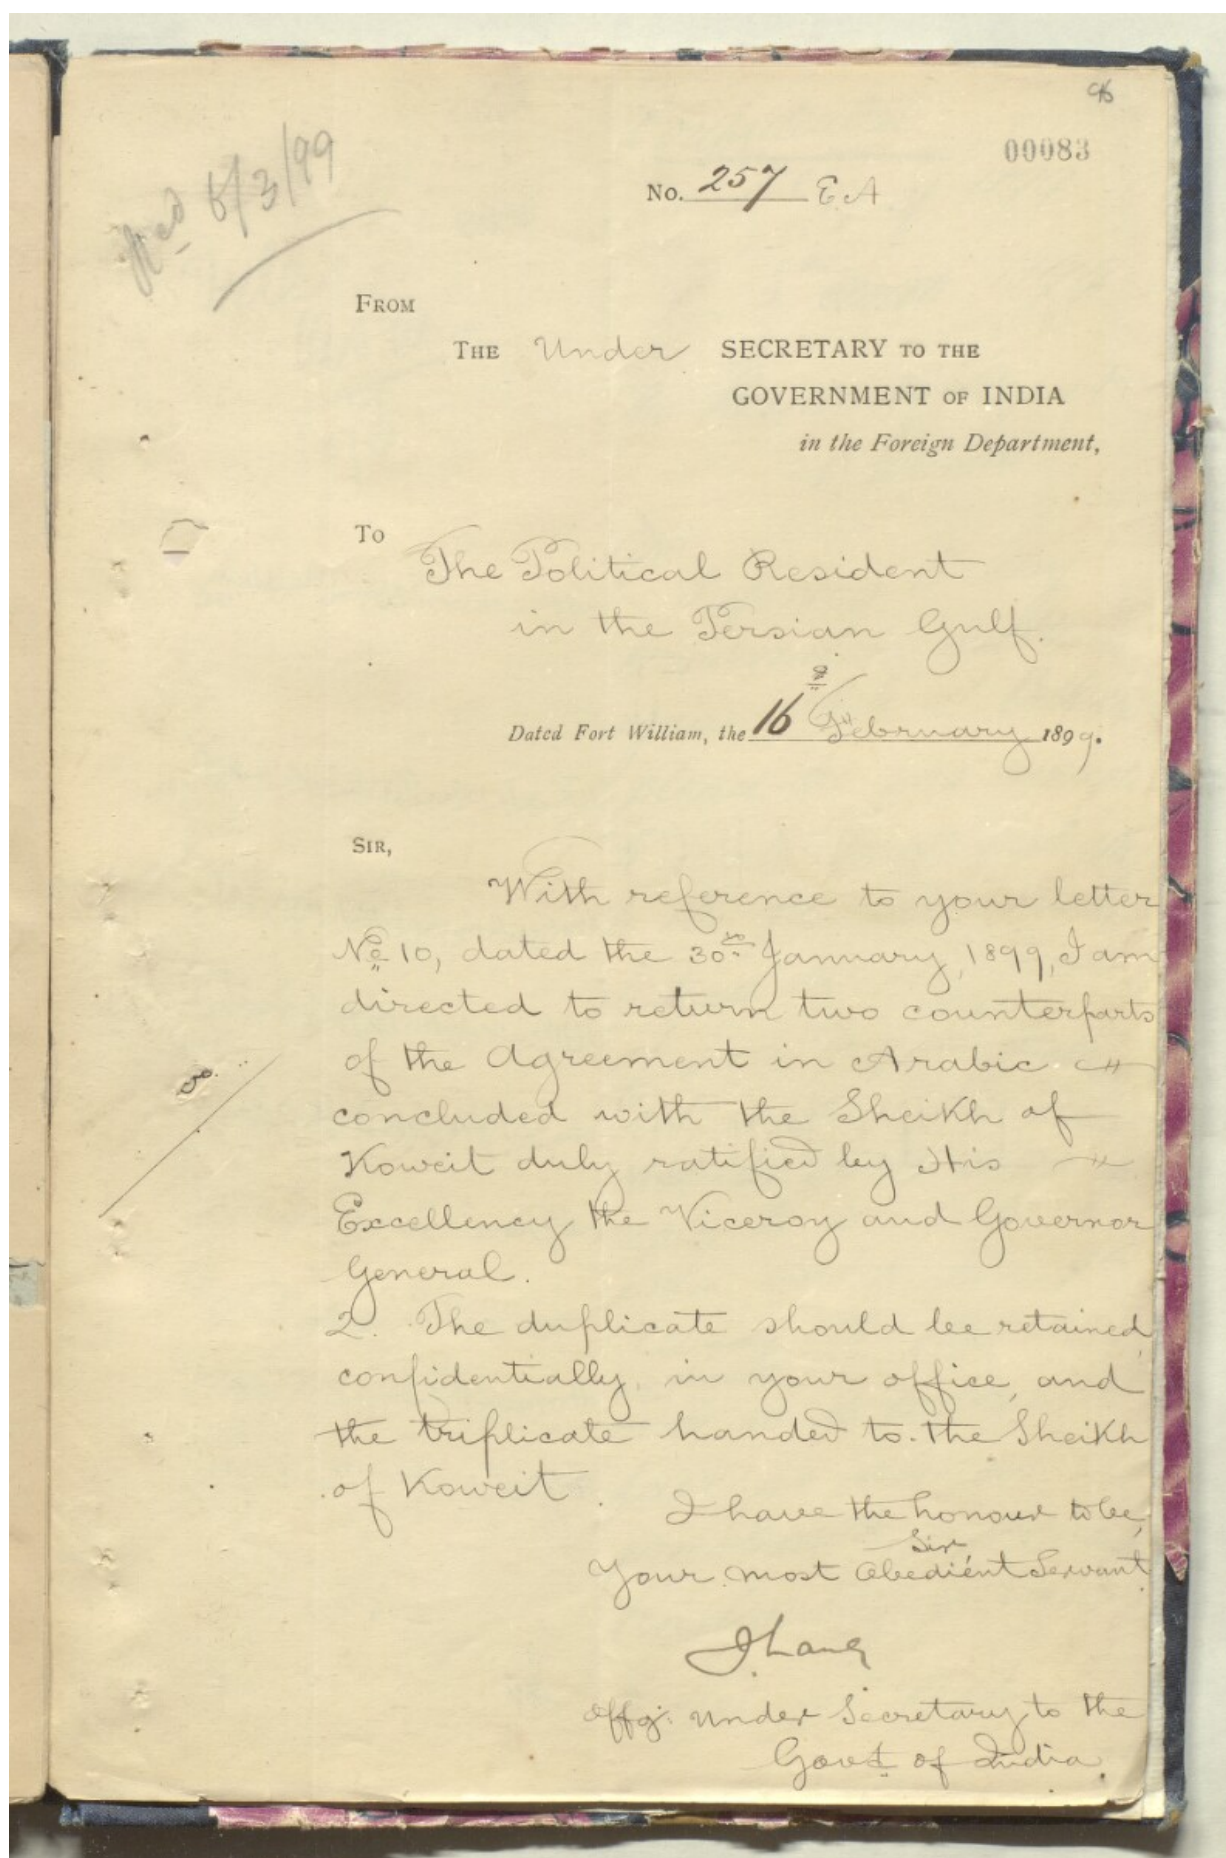 96
00083
No. 257 E.A
Recd 5/3/99
FROM
THE Under SECRETARY TO THE
GOVERNMENT OF INDIA
in the Foreign Department,
To
The Political Resident
in the Persian Gulf.
Dated Fort William, the 16 February 1899.
SIR,
With reference to your letter
No. 10, dated the 30th January, 1899, I am
directed to return two counterparts
of the Agreement in Arabic
concluded with the Sheikh of
Koweit duly ratified by His
Excellency the Viceroy and Governor
General.
2. The duplicate should be retained,
confidentially, in your office, and
the triplicate handed to the Sheikh
of Koweit.
I have the honour to be,
Sir,
Your most Obedient Servant
Offg: Under Secretary to the
Govt. of India.